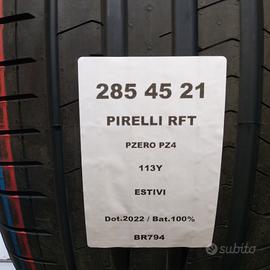 285 45 21
PIRELLI RFT
PZERO PZ4
113Y
ESTIVI
Dot.2022 / Bat.100%
BR794
subito